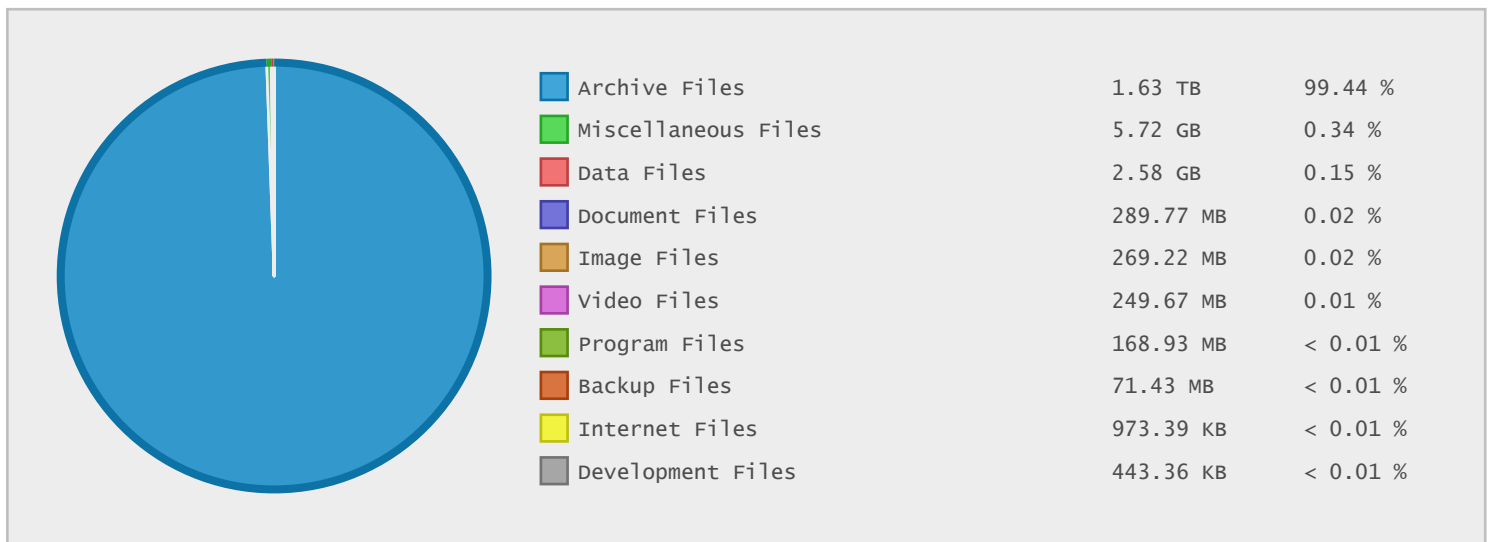 Archive Files 1.63 TB 99.44 %
Miscellaneous Files 5.72 GB 0.34 %
Data Files 2.58 GB 0.15 %
Document Files 289.77 MB 0.02 %
Image Files 269.22 MB 0.02 %
Video Files 249.67 MB 0.01 %
Program Files 168.93 MB < 0.01 %
Backup Files 71.43 MB < 0.01 %
Internet Files 973.39 KB < 0.01 %
Development Files 443.36 KB < 0.01 %